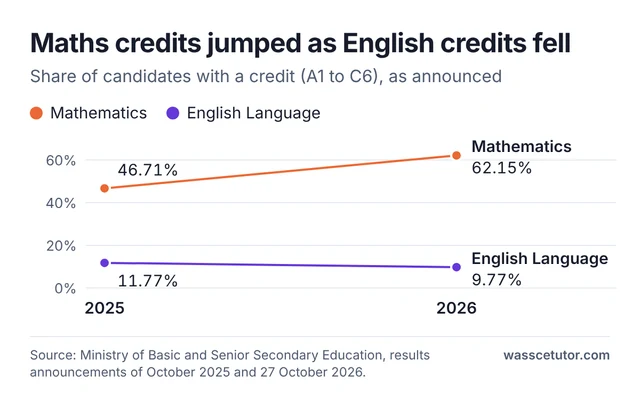 Maths credits jumped as English credits fell
Share of candidates with a credit (A1 to C6), as announced
Mathematics
English Language
60%
40%
20%
0%
46.71%
Mathematics
62.15%
11.77%
English Language
9.77%
2025
2026
Source: Ministry of Basic and Senior Secondary Education, results
announcements of October 2025 and 27 October 2026.
wasscetutor.com